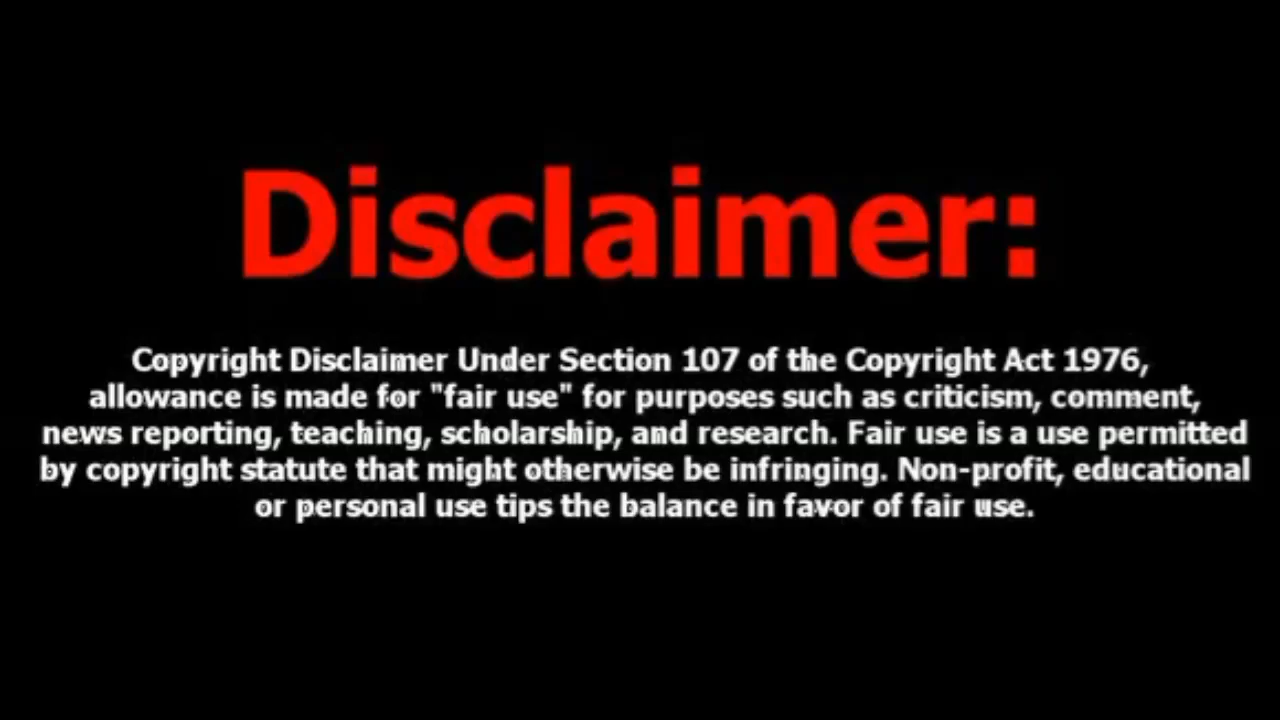 Disclaimer:
Copyright Disclaimer Under Section 107 of the Copyright Act 1976,
allowance is made for "fair use" for purposes such as criticism, comment,
news reporting, teaching, scholarship, and research. Fair use is a use permitted
by copyright statute that might otherwise be infringing. Non-profit, educational
or personal use tips the balance in favor of fair use.